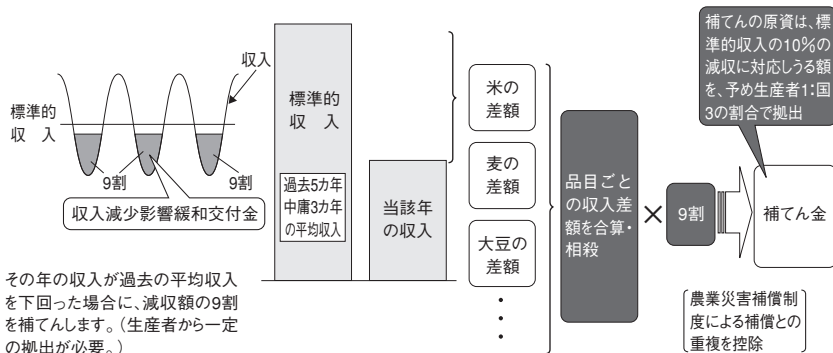 収入
標準的
収　入
9割
9割
収入減少影響緩和交付金
その年の収入が過去の平均収入
を下回った場合に、減収額の9割
を補てんします。（生産者から一定
の拠出が必要。）
標準的
収　入
過去5カ年
中庸3カ年
の平均収入
当該年
の収入
米の
差額
麦の
差額
大豆の
差額
・
・
・
品目ごと
の収入差
額を合算・
相殺
×
9割
補てんの原資は、標
準的収入の10%の
減収に対応しうる額
を、予め生産者1:国
3の割合で拠出
補てん金
農業災害補償制
度による補償との
重複を控除